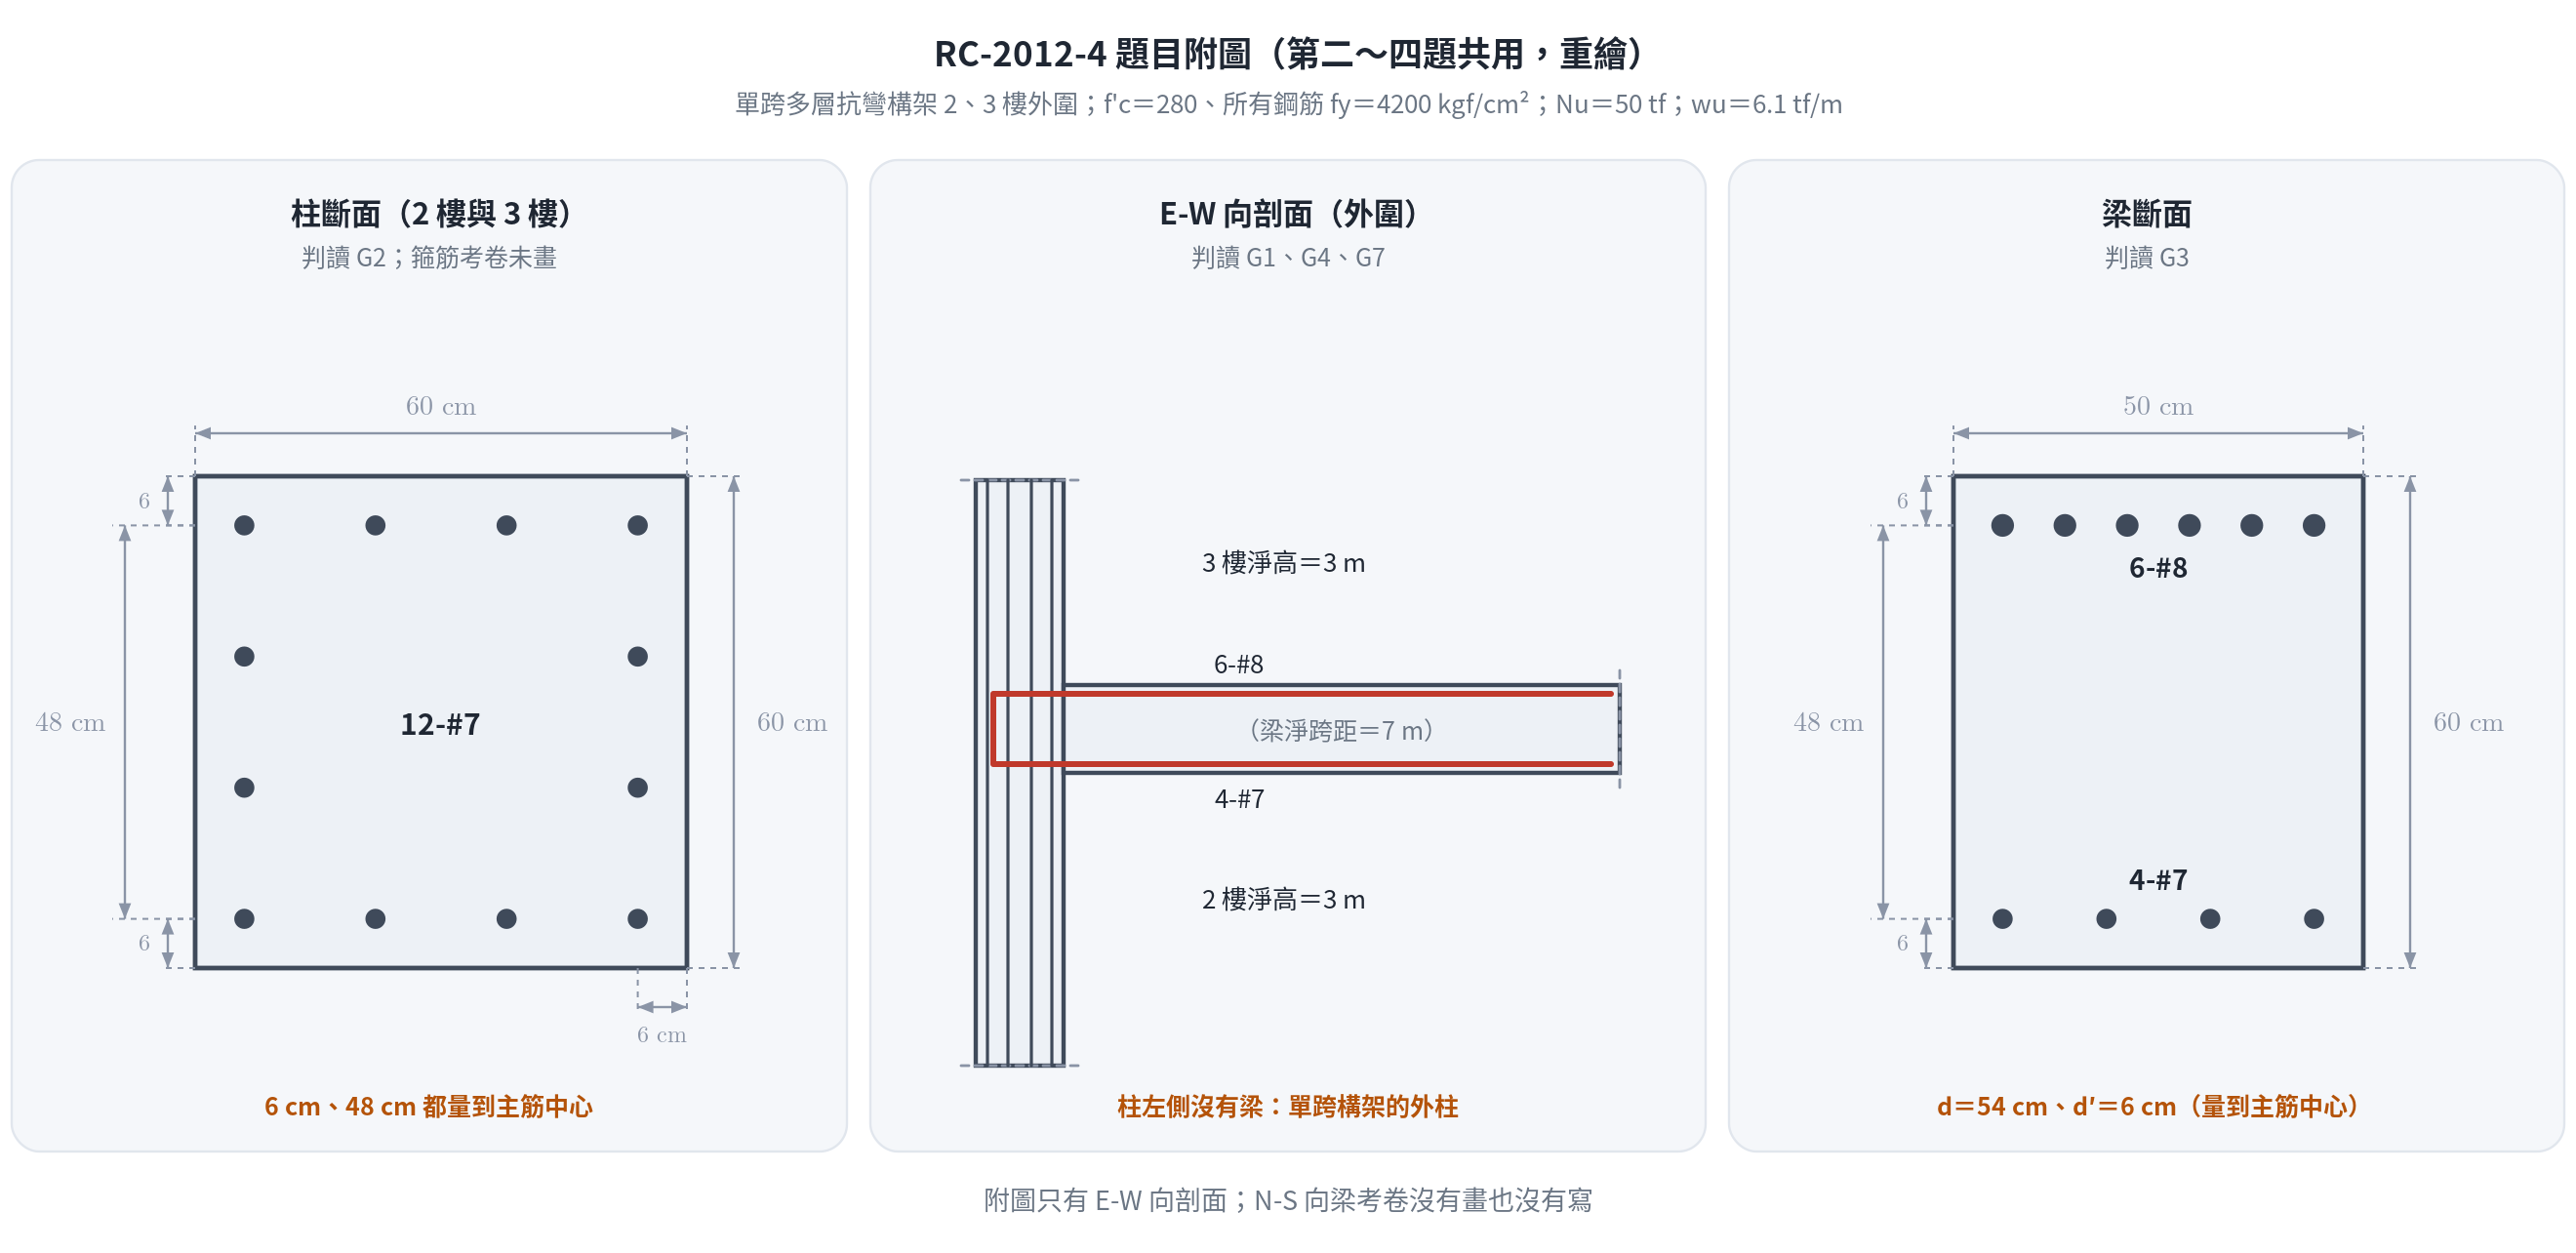 RC-2012-4 題目附圖（第二～四題共用，重繪）
單跨多層抗彎構架 2、3 樓外圍；f'c＝280、所有鋼筋 fy＝4200 kgf/cm²；Nu＝50 tf；wu＝6.1 tf/m
柱斷面（2 樓與 3 樓）
判讀 G2；箍筋考卷未畫
60 cm
6
48 cm
12-#7
60 cm
6
6 cm
6 cm、48 cm 都量到主筋中心
E-W 向剖面（外圍）
判讀 G1、G4、G7
3 樓淨高＝3 m
6-#8
（梁淨跨距＝7 m）
4-#7
2 樓淨高＝3 m
柱左側沒有梁：單跨構架的外柱
梁斷面
判讀 G3
50 cm
6
6-#8
48 cm
60 cm
4-#7
6
d＝54 cm、d′＝6 cm（量到主筋中心）
附圖只有 E-W 向剖面；N-S 向梁考卷沒有畫也沒有寫